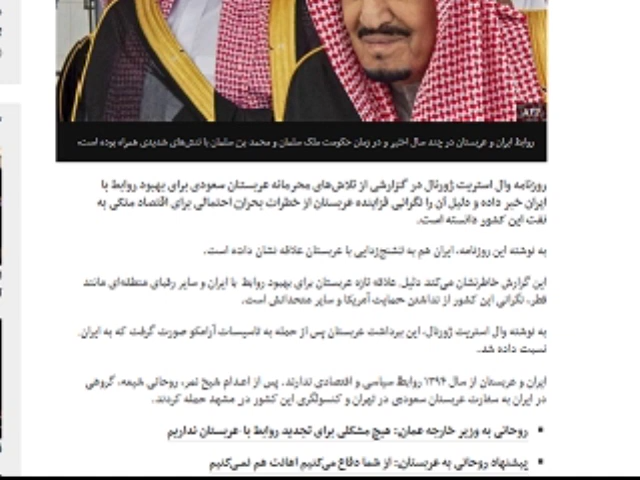 AFP
روابط ایران و عربستان در چند سال اخیر و در زمان حکومت ملک سلمان و محمد بن سلمان با تنش‌های شدیدی همراه بوده است
روزنامه وال استریت ژورنال در گزارشی از تلاش‌های محرمانه عربستان سعودی برای بهبود روابط با
ایران خبر داده و دلیل آن را نگرانی فزاینده عربستان از خطرات بحران احتمالی برای اقتصاد متکی به
نفت این کشور دانسته است.
به نوشته این روزنامه، ایران هم به تشنج‌زدایی با عربستان علاقه نشان داده است.
این گزارش خاطرنشان می‌کند دلیل علاقه تازه عربستان برای بهبود روابط با ایران و سایر رقبای منطقه‌ای مانند
قطر، نگرانی این کشور از نداشتن حمایت آمریکا و سایر متحدانش است.
به نوشته وال استریت ژورنال، این برداشت عربستان پس از حمله به تاسیسات آرامکو صورت گرفت که به ایران
نسبت داده شد.
ایران و عربستان از سال ۱۳۹۴ روابط سیاسی و اقتصادی ندارند. پس از اعدام شیخ نمر، روحانی شیعه، گروهی
در ایران به سفارت عربستان سعودی در تهران و کنسولگری این کشور در مشهد حمله کردند.
روحانی به وزیر خارجه عمان: هیچ مشکلی برای تجدید روابط با عربستان نداریم
پیشنهاد روحانی به عربستان: از شما دفاع می‌کنیم اهانت هم نمی‌کنیم